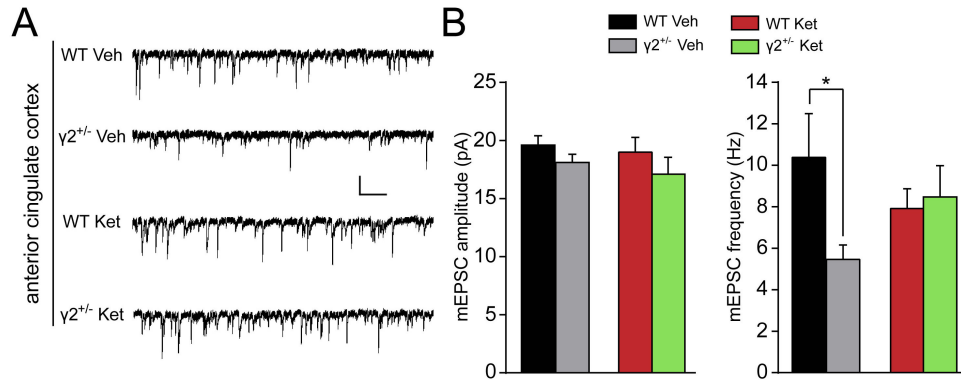 A
anterior cingulate cortex
WT Veh
γ2+/- Veh
WT Ket
γ2+/- Ket
B
WT Veh
γ2+/- Veh
WT Ket
γ2+/- Ket
mEPSC amplitude (pA)
25
20
15
10
5
0
mEPSC frequency (Hz)
14
12
10
8
6
4
2
0
*